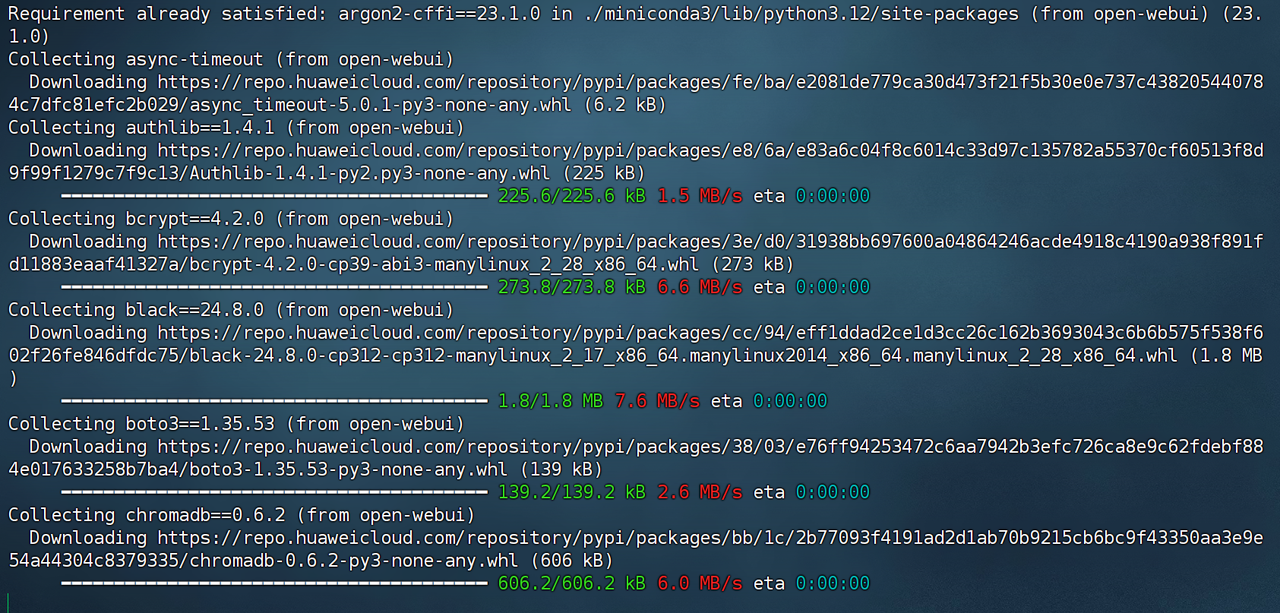 Requirement already satisfied: argon2-cffi==23.1.0 in ./miniconda3/lib/python3.12/site-packages (from open-webui) (23.
1.0)
Collecting async-timeout (from open-webui)
  Downloading https://repo.huaweicloud.com/repository/pypi/packages/fe/ba/e2081de779ca30d473f21f5b30e0e737c438205440784
4c7dfc81efc2b029/async_timeout-5.0.1-py3-none-any.whl (6.2 kB)
Collecting authlib==1.4.1 (from open-webui)
  Downloading https://repo.huaweicloud.com/repository/pypi/packages/e8/6a/e83a6c04f8c6014c33d97c135782a55370cf60513f8d
9f99f1279c7f9c13/Authlib-1.4.1-py2.py3-none-any.whl (225 kB)
225.6/225.6 kB 1.5 MB/s eta 0:00:00
Collecting bcrypt==4.2.0 (from open-webui)
  Downloading https://repo.huaweicloud.com/repository/pypi/packages/3e/d0/31938bb697600a04864246acde4918c4190a938f891f
d11883eaaf41327a/bcrypt-4.2.0-cp39-abi3-manylinux_2_28_x86_64.whl (273 kB)
273.8/273.8 kB 6.6 MB/s eta 0:00:00
Collecting black==24.8.0 (from open-webui)
  Downloading https://repo.huaweicloud.com/repository/pypi/packages/cc/94/eff1ddad2ce1d3cc26c162b3693043c6b6b575f538f6
02f26fe846dfdc75/black-24.8.0-cp312-cp312-manylinux_2_17_x86_64.manylinux2014_x86_64.manylinux_2_28_x86_64.whl (1.8 MB
)
1.8/1.8 MB 7.6 MB/s eta 0:00:00
Collecting boto3==1.35.53 (from open-webui)
  Downloading https://repo.huaweicloud.com/repository/pypi/packages/38/03/e76ff94253472c6aa7942b3efc726ca8e9c62fdebf88
4e017633258b7ba4/boto3-1.35.53-py3-none-any.whl (139 kB)
139.2/139.2 kB 2.6 MB/s eta 0:00:00
Collecting chromadb==0.6.2 (from open-webui)
  Downloading https://repo.huaweicloud.com/repository/pypi/packages/bb/1c/2b77093f4191ad2d1ab70b9215cb6bc9f43350aa3e9e
54a44304c8379335/chromadb-0.6.2-py3-none-any.whl (606 kB)
606.2/606.2 kB 6.0 MB/s eta 0:00:00